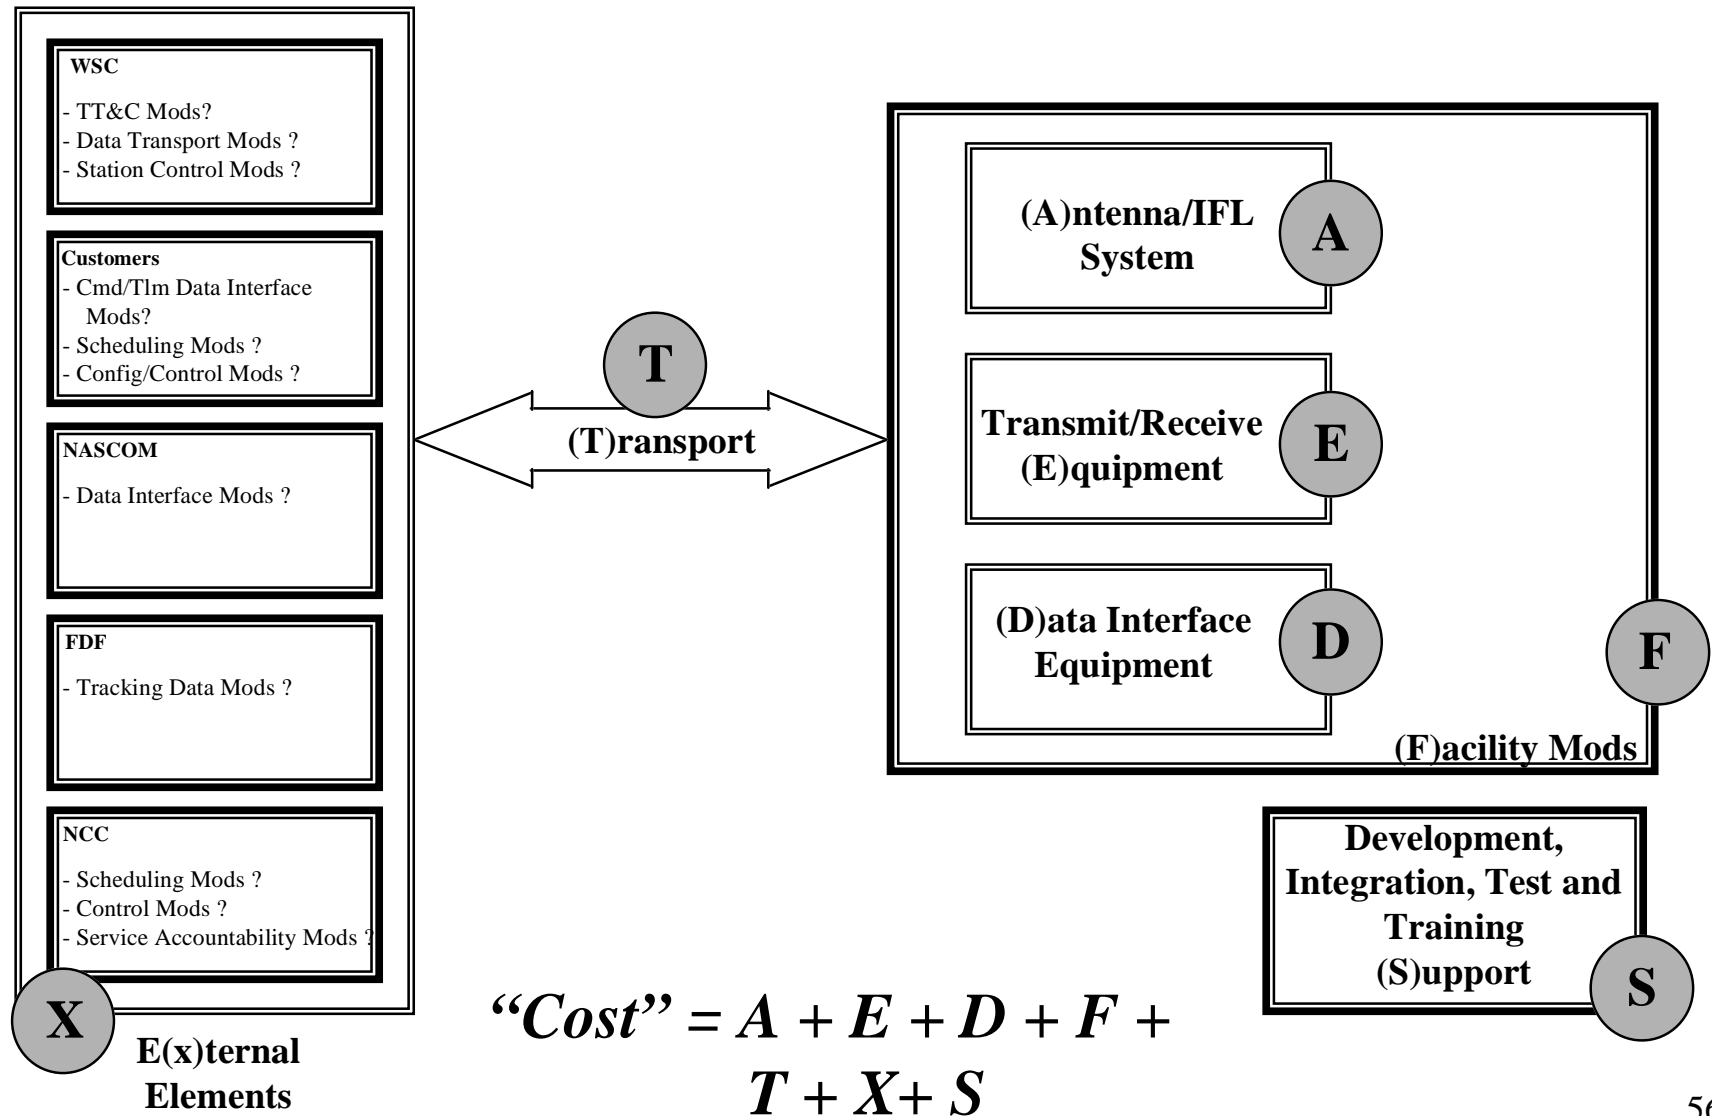 WSC
- TT&C Mods?
- Data Transport Mods ?
- Station Control Mods ?
Customers
- Cmd/Tlm Data Interface
Mods?
- Scheduling Mods ?
- Config/Control Mods ?
NASCOM
- Data Interface Mods ?
FDF
- Tracking Data Mods ?
NCC
- Scheduling Mods ?
- Control Mods ?
- Service Accountability Mods ?
X
E(x)ternal
Elements
T
(T)ransport
(A)ntenna/IFL
System
A
Transmit/Receive
(E)quipment
E
(D)ata Interface
Equipment
D
F
(F)acility Mods
Development,
Integration, Test and
Training
(S)upport
S
“Cost” = A + E + D + F +
T + X+ S